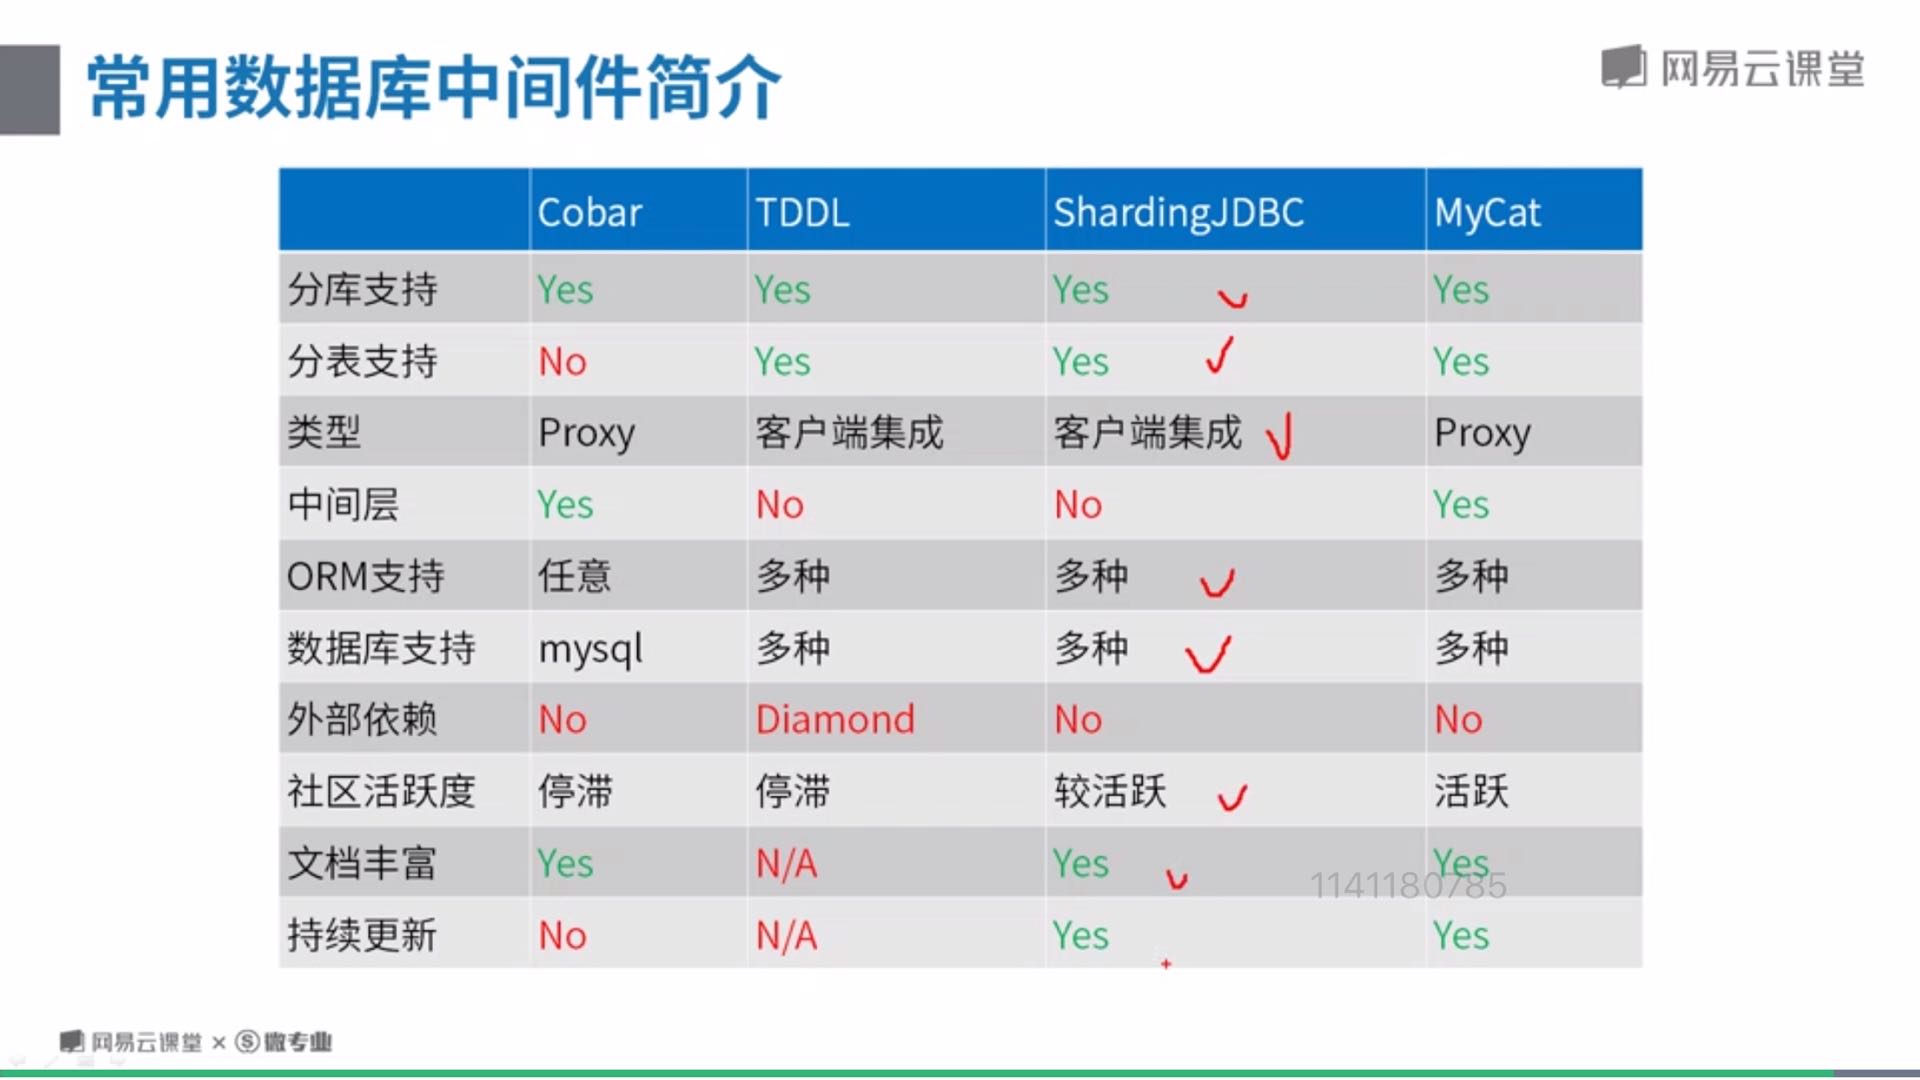 常用数据库中间件简介
网易云课堂
Cobar TDDL ShardingJDBC MyCat
分库支持 Yes Yes Yes Yes
分表支持 No Yes Yes Yes
类型 Proxy 客户端集成 客户端集成 Proxy
中间层 Yes No No Yes
ORM支持 任意 多种 多种 多种
数据库支持 mysql 多种 多种 多种
外部依赖 No Diamond No No
社区活跃度 停滞 停滞 较活跃 活跃
文档丰富 Yes N/A Yes Yes
1141180785
持续更新 No N/A Yes Yes
网易云课堂 × S 微专业